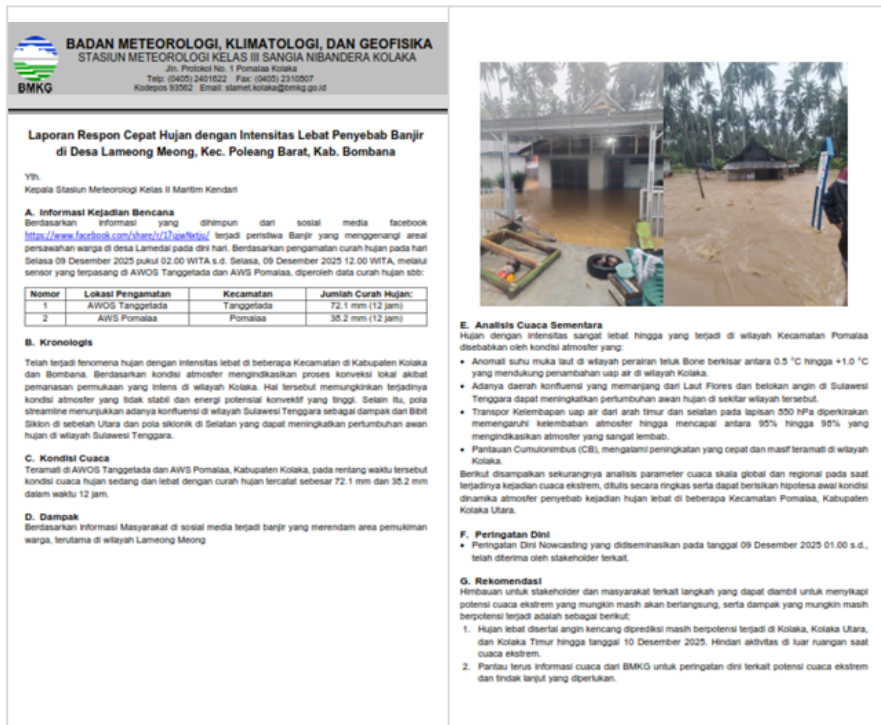 BADAN METEOROLOGI, KLIMATOLOGI, DAN GEOFISIKA
STASIUN METEOROLOGI KELAS III SANGIA NIBANDERA KOLAKA
Jln. Protokol No. 1 Pomalaa Kolaka
Telp: (0405) 2401622 Fax: (0405) 2310507
Kodepos 93562 Email: stamet.kolaka@bmkg.go.id
BMKG
Laporan Respon Cepat Hujan dengan Intensitas Lebat Penyebab Banjir
di Desa Lameong Meong, Kec. Poleang Barat, Kab. Bombana
Yth.
Kepala Stasiun Meteorologi Kelas II Maritim Kendari
A. Informasi Kejadian Bencana
Berdasarkan informasi yang dihimpun dari sosial media facebook
https://www.facebook.com/share/r/17ujwNxtju/ terjadi peristiwa Banjir yang menggenangi areal
persawahan warga di desa Lamedai pada dini hari. Berdasarkan pengamatan curah hujan pada hari
Selasa 09 Desember 2025 pukul 02.00 WITA s.d. Selasa, 09 Desember 2025 12.00 WITA, melalui
sensor yang terpasang di AWOS Tanggetada dan AWS Pomalaa, diperoleh data curah hujan sbb:
Nomor Lokasi Pengamatan Kecamatan Jumlah Curah Hujan:
1 AWOS Tanggetada Tanggetada 72.1 mm (12 jam)
2 AWS Pomalaa Pomalaa 35.2 mm (12 jam)
B. Kronologis
Telah terjadi fenomena hujan dengan intensitas lebat di beberapa Kecamatan di Kabupaten Kolaka
dan Bombana. Berdasarkan kondisi atmosfer mengindikasikan proses konveksi lokal akibat
pemanasan permukaan yang intens di wilayah Kolaka. Hal tersebut memungkinkan terjadinya
kondisi atmosfer yang tidak stabil dan energi potensial konvektif yang tinggi. Selain itu, pola
streamline menunjukkan adanya konfluensi di wilayah Sulawesi Tenggara sebagai dampak dari Bibit
Siklon di sebelah Utara dan pola siklonik di Selatan yang dapat meningkatkan pertumbuhan awan
hujan di wilayah Sulawesi Tenggara.
C. Kondisi Cuaca
Teramati di AWOS Tanggetada dan AWS Pomalaa, Kabupaten Kolaka, pada rentang waktu tersebut
kondisi cuaca hujan sedang dan lebat dengan curah hujan tercatat sebesar 72.1 mm dan 35.2 mm
dalam waktu 12 jam.
D. Dampak
Berdasarkan informasi Masyarakat di sosial media terjadi banjir yang merendam area pemukiman
warga, terutama di wilayah Lameong Meong
E. Analisis Cuaca Sementara
Hujan dengan intensitas sangat lebat hingga yang terjadi di wilayah Kecamatan Pomalaa
disebabkan oleh kondisi atmosfer yang:
• Anomali suhu muka laut di wilayah perairan teluk Bone berkisar antara 0.5 °C hingga +1.0 °C
yang mendukung penambahan uap air di wilayah Kolaka.
• Adanya daerah konfluensi yang memanjang dari Laut Flores dan belokan angin di Sulawesi
Tenggara dapat meningkatkan pertumbuhan awan hujan di sekitar wilayah tersebut.
• Transpor Kelembapan uap air dari arah timur dan selatan pada lapisan 850 hPa diperkirakan
memengaruhi kelembaban atmosfer hingga mencapai antara 95% hingga 98% yang
mengindikasikan atmosfer yang sangat lembab.
• Pantauan Cumulonimbus (CB), mengalami peningkatan yang cepat dan masif teramati di wilayah
Kolaka.
Berikut disampaikan sekurangnya analisis parameter cuaca skala global dan regional pada saat
terjadinya kejadian cuaca ekstrem, ditulis secara ringkas serta dapat berisikan hipotesa awal kondisi
dinamika atmosfer penyebab kejadian hujan lebat di beberapa Kecamatan Pomalaa, Kabupaten
Kolaka Utara.
F. Peringatan Dini
• Peringatan Dini Nowcasting yang didiseminasikan pada tanggal 09 Desember 2025 01.00 s.d.,
telah diterima oleh stakeholder terkait.
G. Rekomendasi
Himbauan untuk stakeholder dan masyarakat terkait langkah yang dapat diambil untuk menyikapi
potensi cuaca ekstrem yang mungkin masih akan berlangsung, serta dampak yang mungkin masih
berpotensi terjadi adalah sebagai berikut:
1. Hujan lebat disertai angin kencang diprediksi masih berpotensi terjadi di Kolaka, Kolaka Utara,
dan Kolaka Timur hingga tanggal 10 Desember 2025. Hindari aktivitas di luar ruangan saat
cuaca ekstrem.
2. Pantau terus informasi cuaca dari BMKG untuk peringatan dini terkait potensi cuaca ekstrem
dan tindak lanjut yang diperlukan.